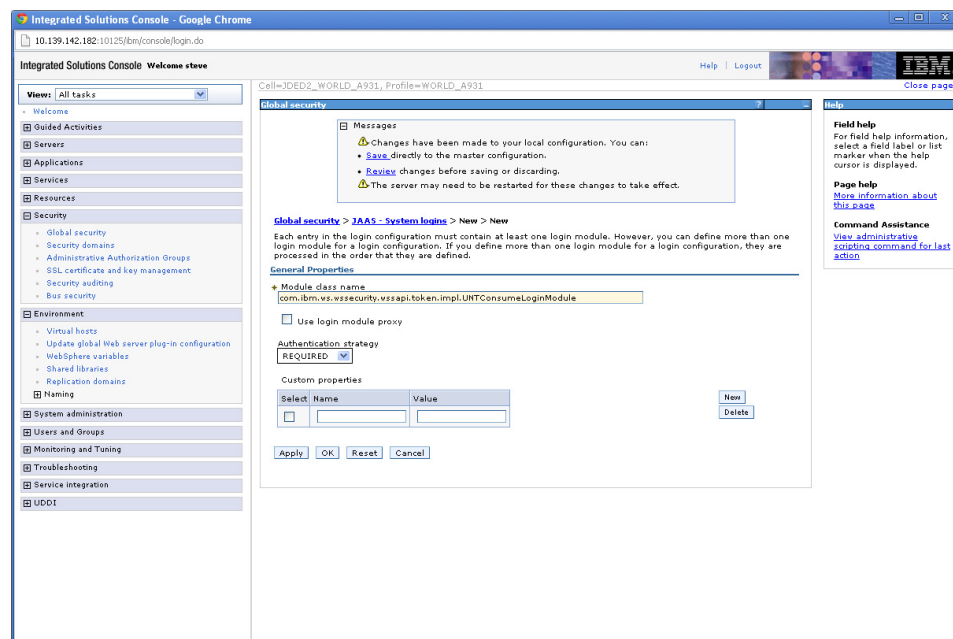 Integrated Solutions Console - Google Chrome
10.139.142.182:10125/ibm/console/login.do
Integrated Solutions Console Welcome steve
Help | Logout
IBM
Cell=JDED2_WORLD_A931, Profile=WORLD_A931
Close page
View: All tasks
Welcome
Guided Activities
Servers
Applications
Services
Resources
Security
Global security
Security domains
Administrative Authorization Groups
SSL certificate and key management
Security auditing
Bus security
Environment
Virtual hosts
Update global Web server plug-in configuration
WebSphere variables
Shared libraries
Replication domains
Naming
System administration
Users and Groups
Monitoring and Tuning
Troubleshooting
Service integration
UDDI
Global security
?
Messages
Changes have been made to your local configuration. You can:
• Save directly to the master configuration.
• Review changes before saving or discarding.
The server may need to be restarted for these changes to take effect.
Global security > JAAS - System logins > New > New
Each entry in the login configuration must contain at least one login module. However, you can define more than one
login module for a login configuration. If you define more than one login module for a login configuration, they are
processed in the order that they are defined.
General Properties
Module class name
com.ibm.ws.wssecurity.wssapi.token.impl.UNTConsumeLoginModule
Use login module proxy
Authentication strategy
REQUIRED
Custom properties
Select Name Value
New
Delete
Apply OK Reset Cancel
Help
Field help
For field help information,
select a field label or list
marker when the help
cursor is displayed.
Page help
More information about
this page
Command Assistance
View administrative
scripting command for last
action